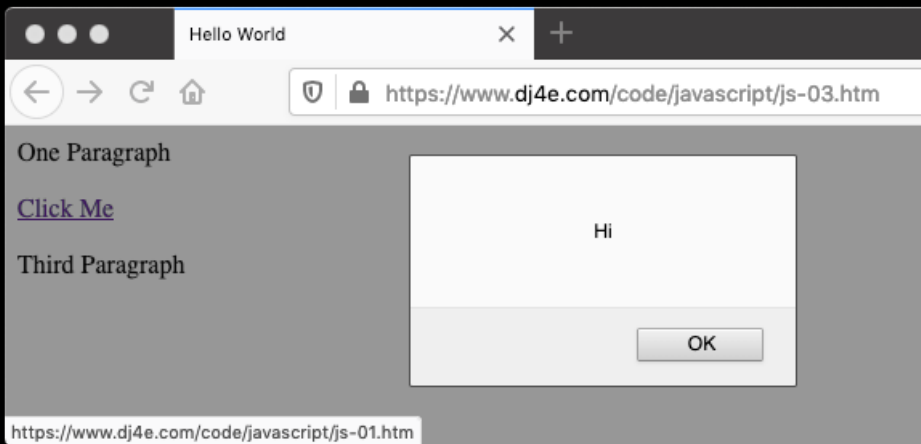 Hello World
https://www.dj4e.com/code/javascript/js-03.htm
One Paragraph
Click Me
Third Paragraph
Hi
OK
https://www.dj4e.com/code/javascript/js-01.htm